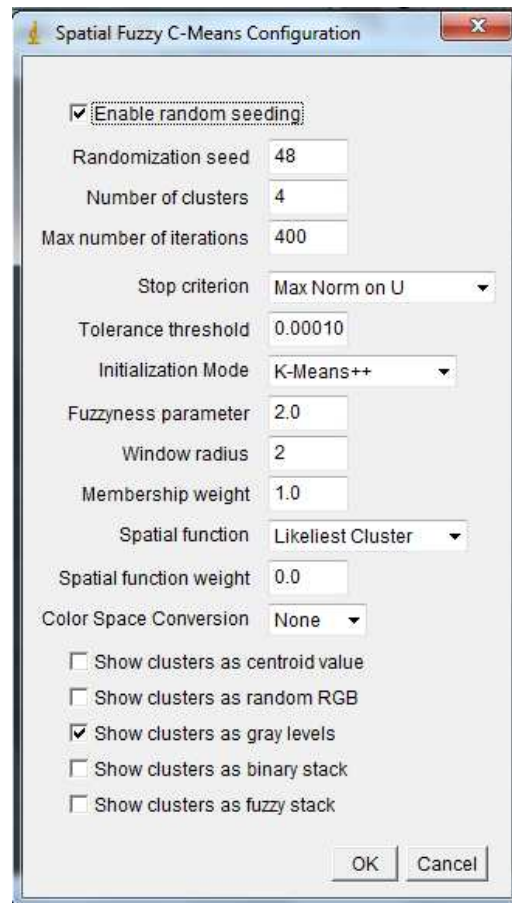 Spatial Fuzzy C-Means Configuration
Enable random seeding
Randomization seed 48
Number of clusters 4
Max number of iterations 400
Stop criterion Max Norm on U
Tolerance threshold 0.00010
Initialization Mode K-Means++
Fuzzyness parameter 2.0
Window radius 2
Membership weight 1.0
Spatial function Likeliest Cluster
Spatial function weight 0.0
Color Space Conversion None
Show clusters as centroid value
Show clusters as random RGB
Show clusters as gray levels
Show clusters as binary stack
Show clusters as fuzzy stack
OK Cancel